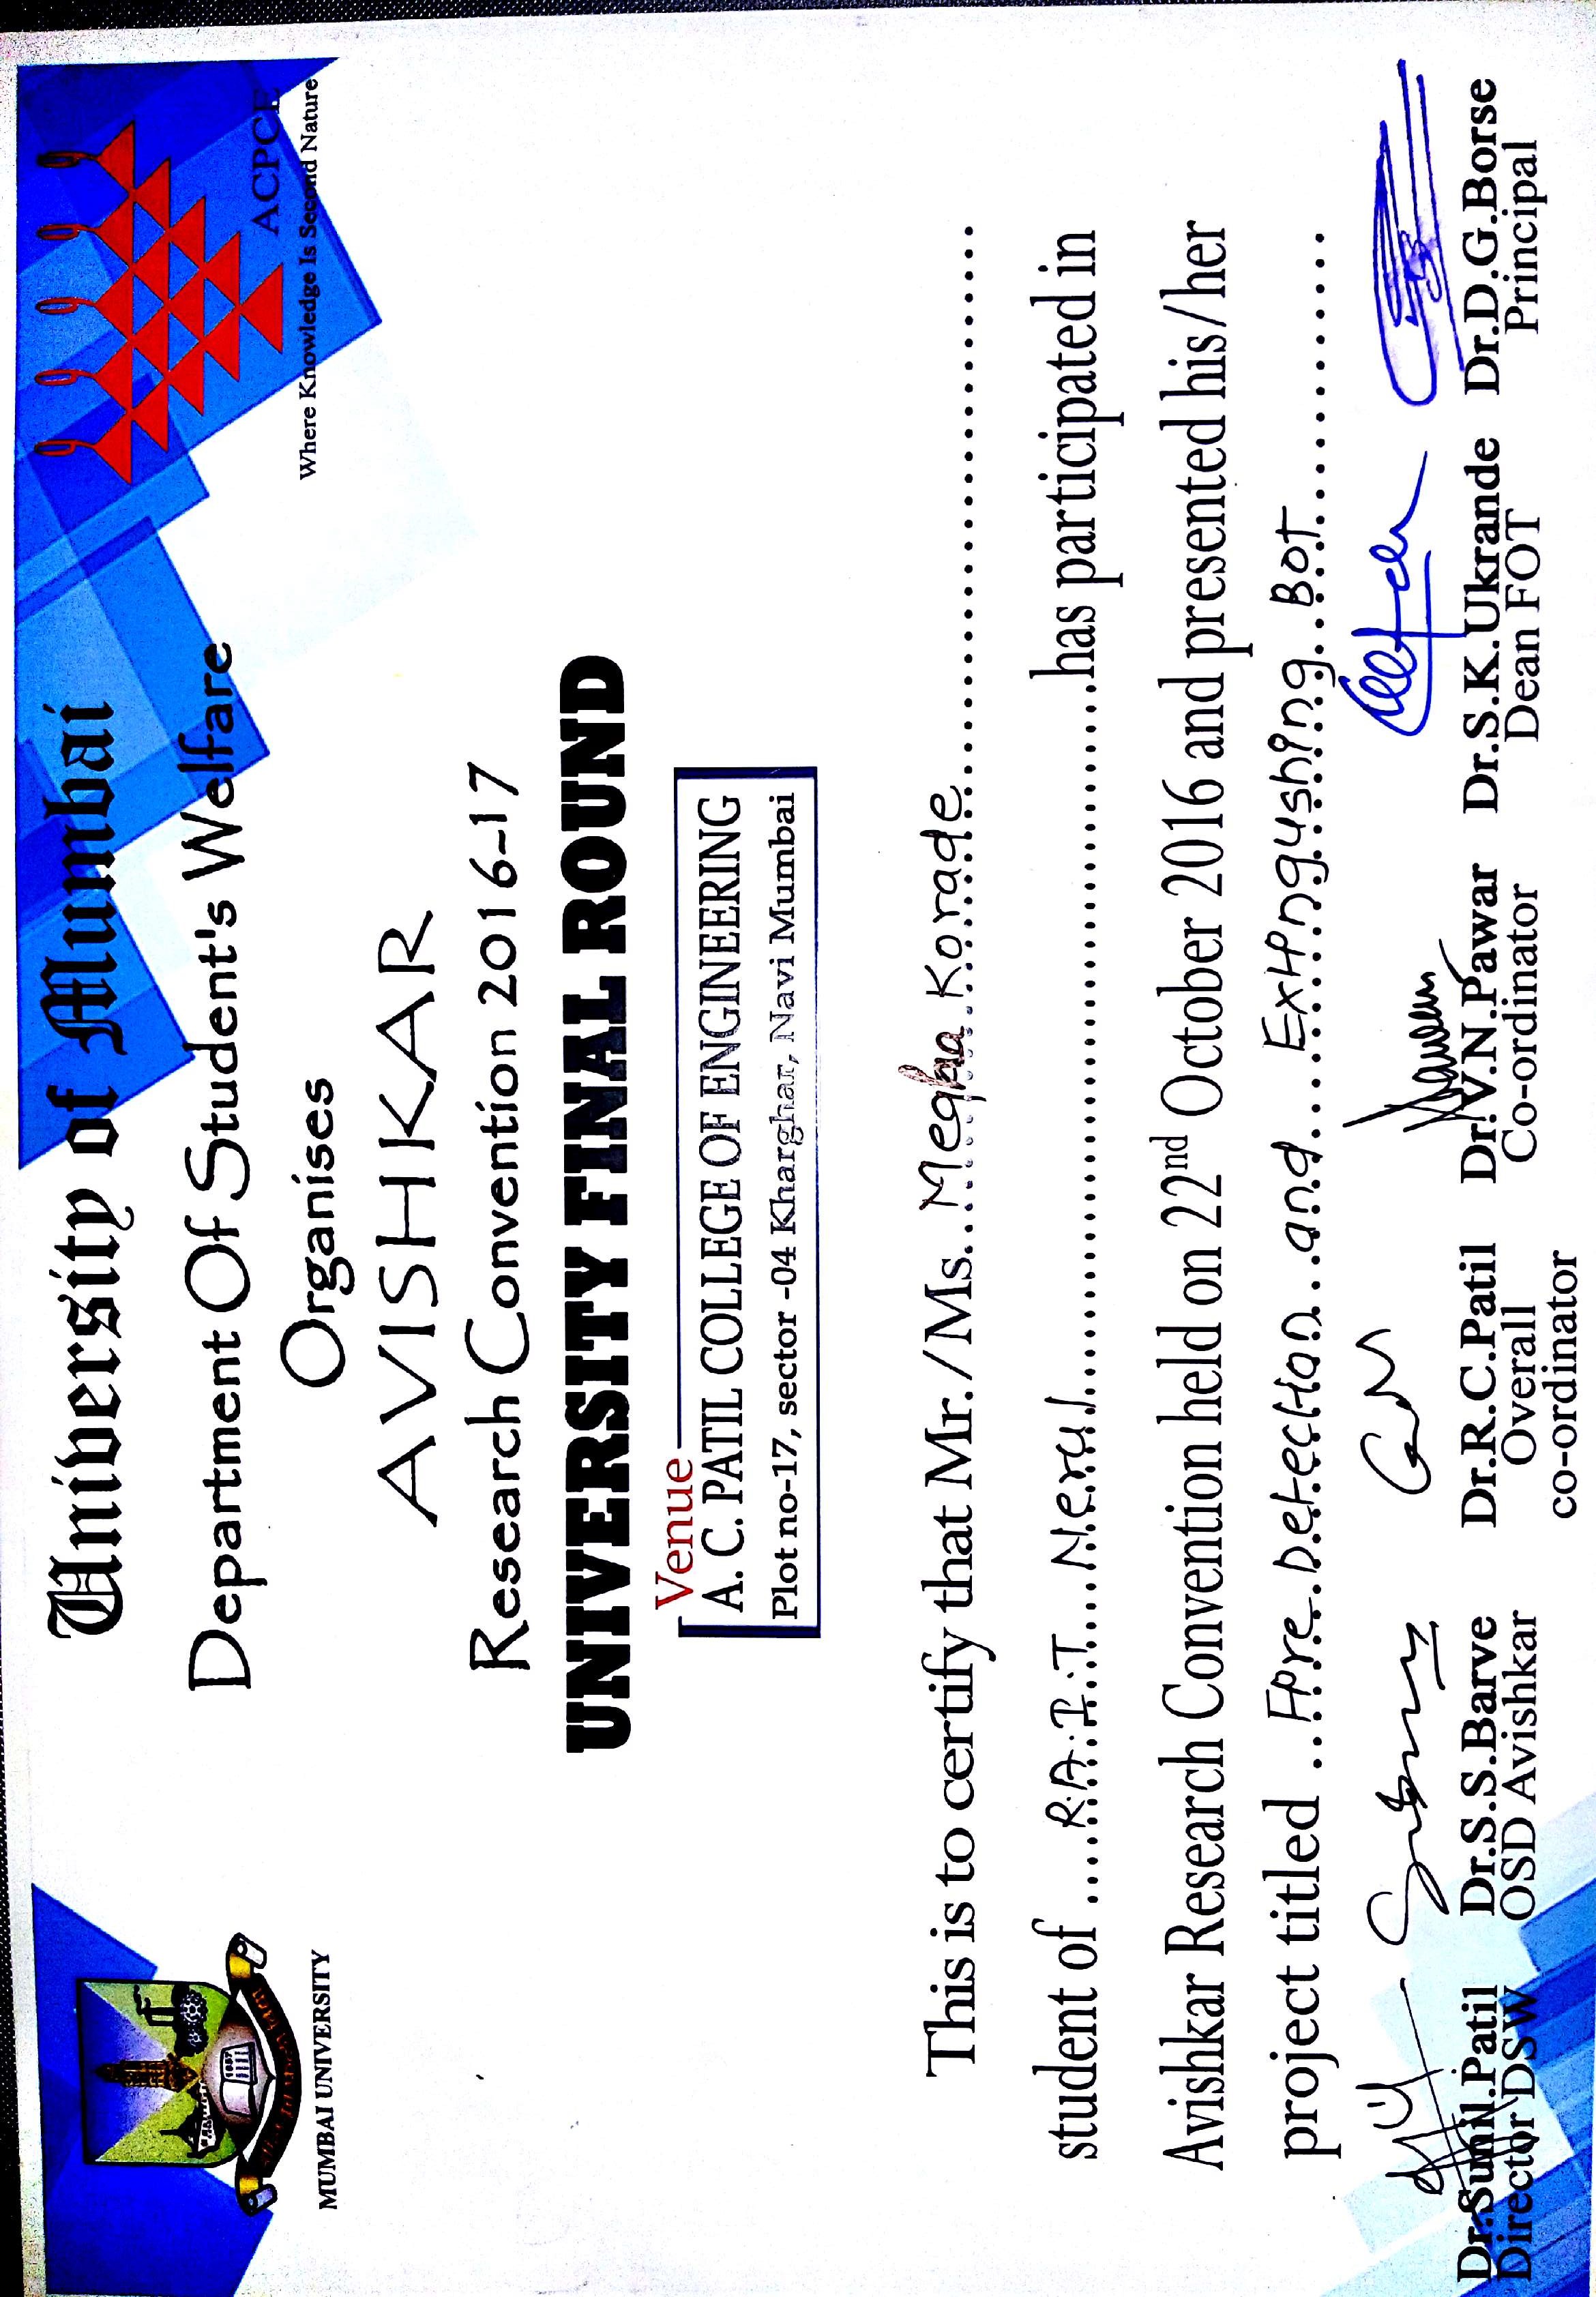 University of Mumbai
Department Of Student's Welfare
Organises
AVISHKAR
Research Convention 2016-17
UNIVERSITY FINAL ROUND
1857
MUMBAI UNIVERSITY
ACPCE
Where Knowledge Is Second Nature
Venue
A. C. PATIL COLLEGE OF ENGINEERING
Plot no-17, sector -04 Kharghar, Navi Mumbai
This is to certify that Mr./Ms. Megha Korade
student of R.A.I.T. Nerul has participated in
Avishkar Research Convention held on 22nd October 2016 and presented his/her
project titled Fire Detection and Extingushing Bot
Dr.Sunil.Patil
Director DSW
Dr.S.S.Barve
OSD Avishkar
Dr.R.C.Patil
Overall
co-ordinator
Dr.V.N.Pawar
Co-ordinator
Dr.S.K.Ukrande
Dean FOT
Dr.D.G.Borse
Principal